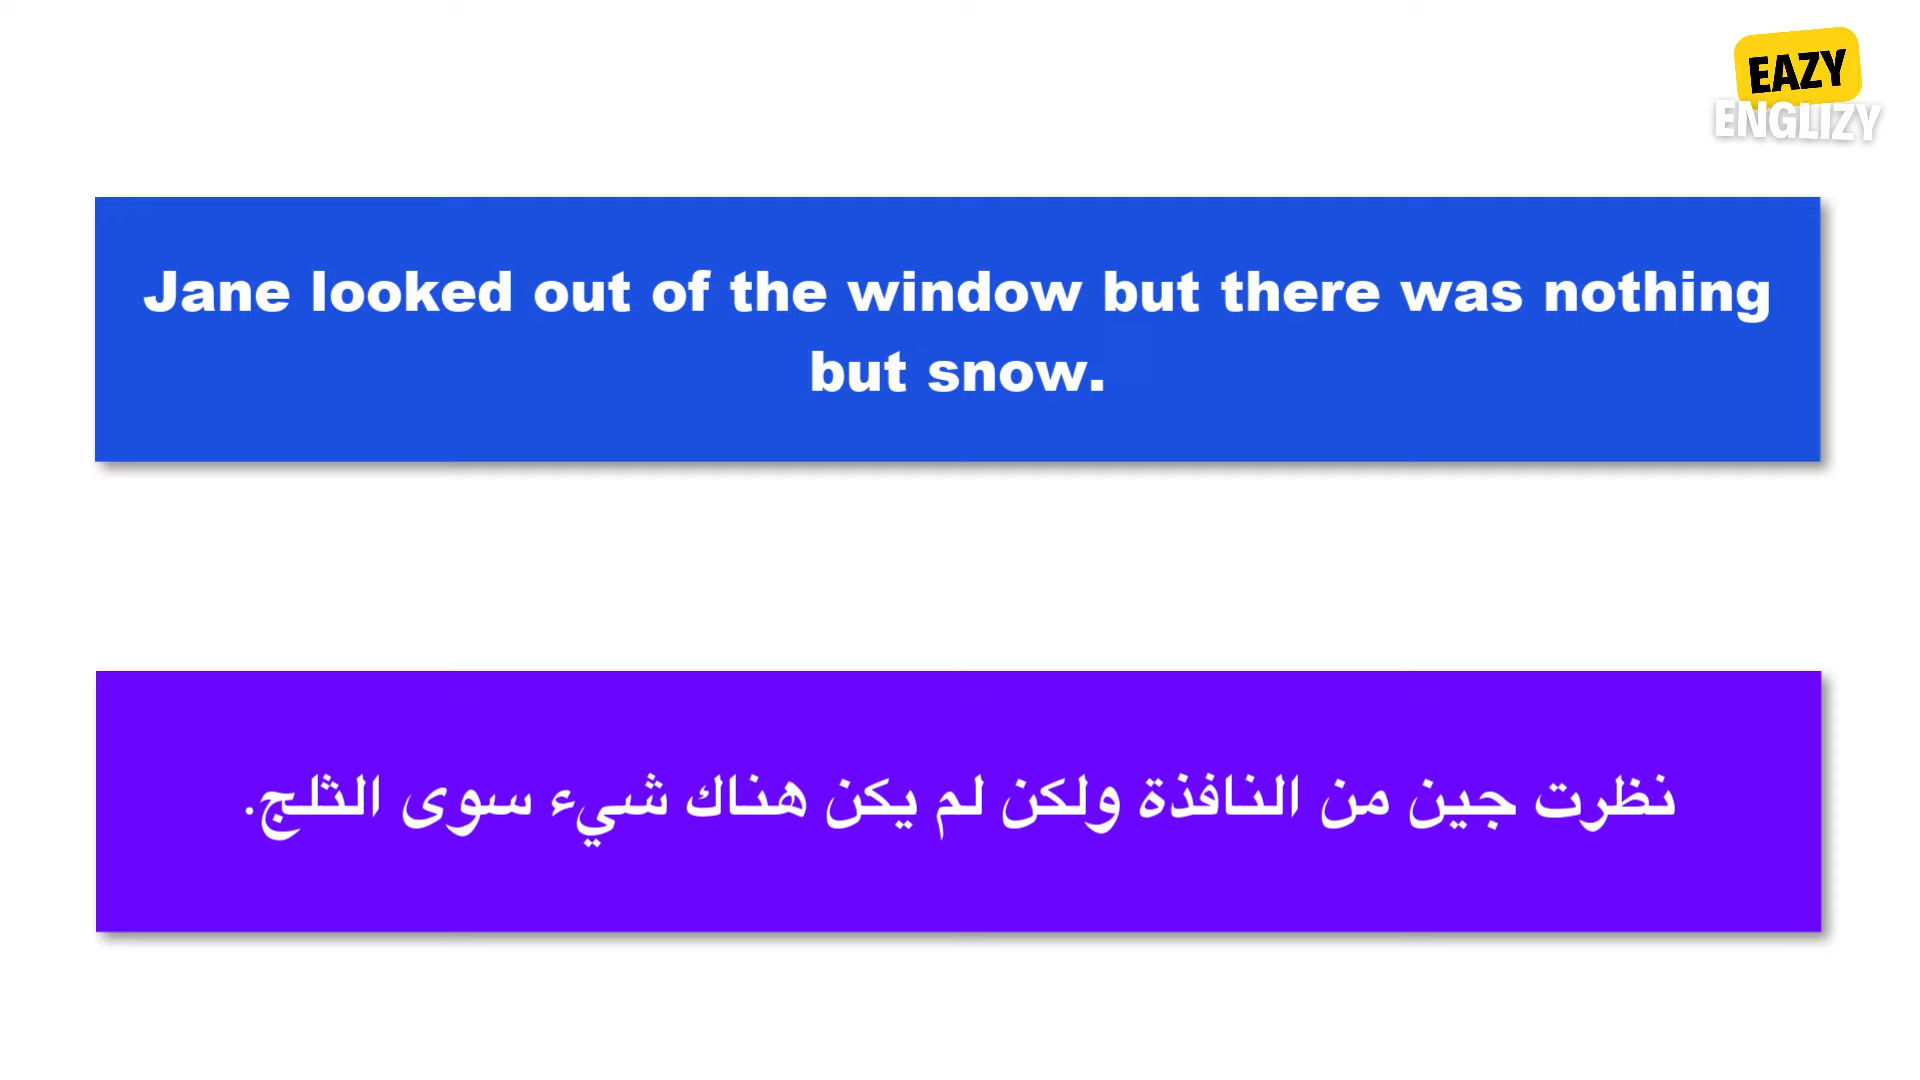 EAZY
ENGLIZY
Jane looked out of the window but there was nothing
but snow.
نظرت جين من النافذة ولكن لم يكن هناك شيء سوى الثلج.